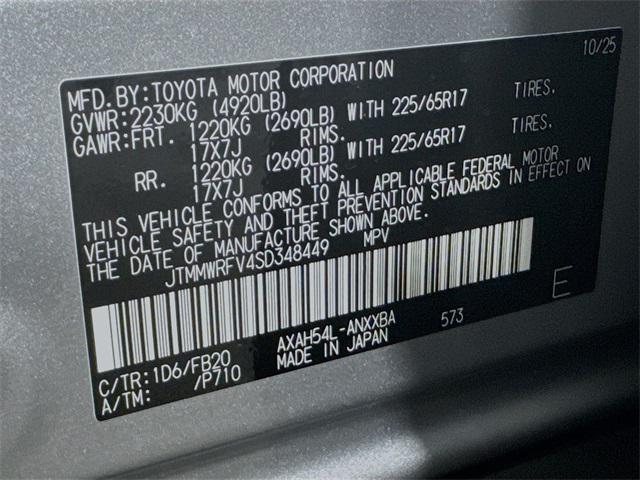 10/25
MFD.BY:TOYOTA MOTOR CORPORATION
GVWR:2230KG (4920LB)
GAWR:FRT. 1220KG (2690LB) WITH 225/65R17 TIRES,
17X7J RIMS.
RR. 1220KG (2690LB) WITH 225/65R17 TIRES,
17X7J RIMS.
THIS VEHICLE CONFORMS TO ALL APPLICABLE FEDERAL MOTOR
VEHICLE SAFETY AND THEFT PREVENTION STANDARDS IN EFFECT ON
THE DATE OF MANUFACTURE SHOWN ABOVE.
JTMMWRFV4SD348449 MPV
E
C/TR:1D6/FB20 AXAH54L-ANXXBA 573
A/TM: /P710 MADE IN JAPAN